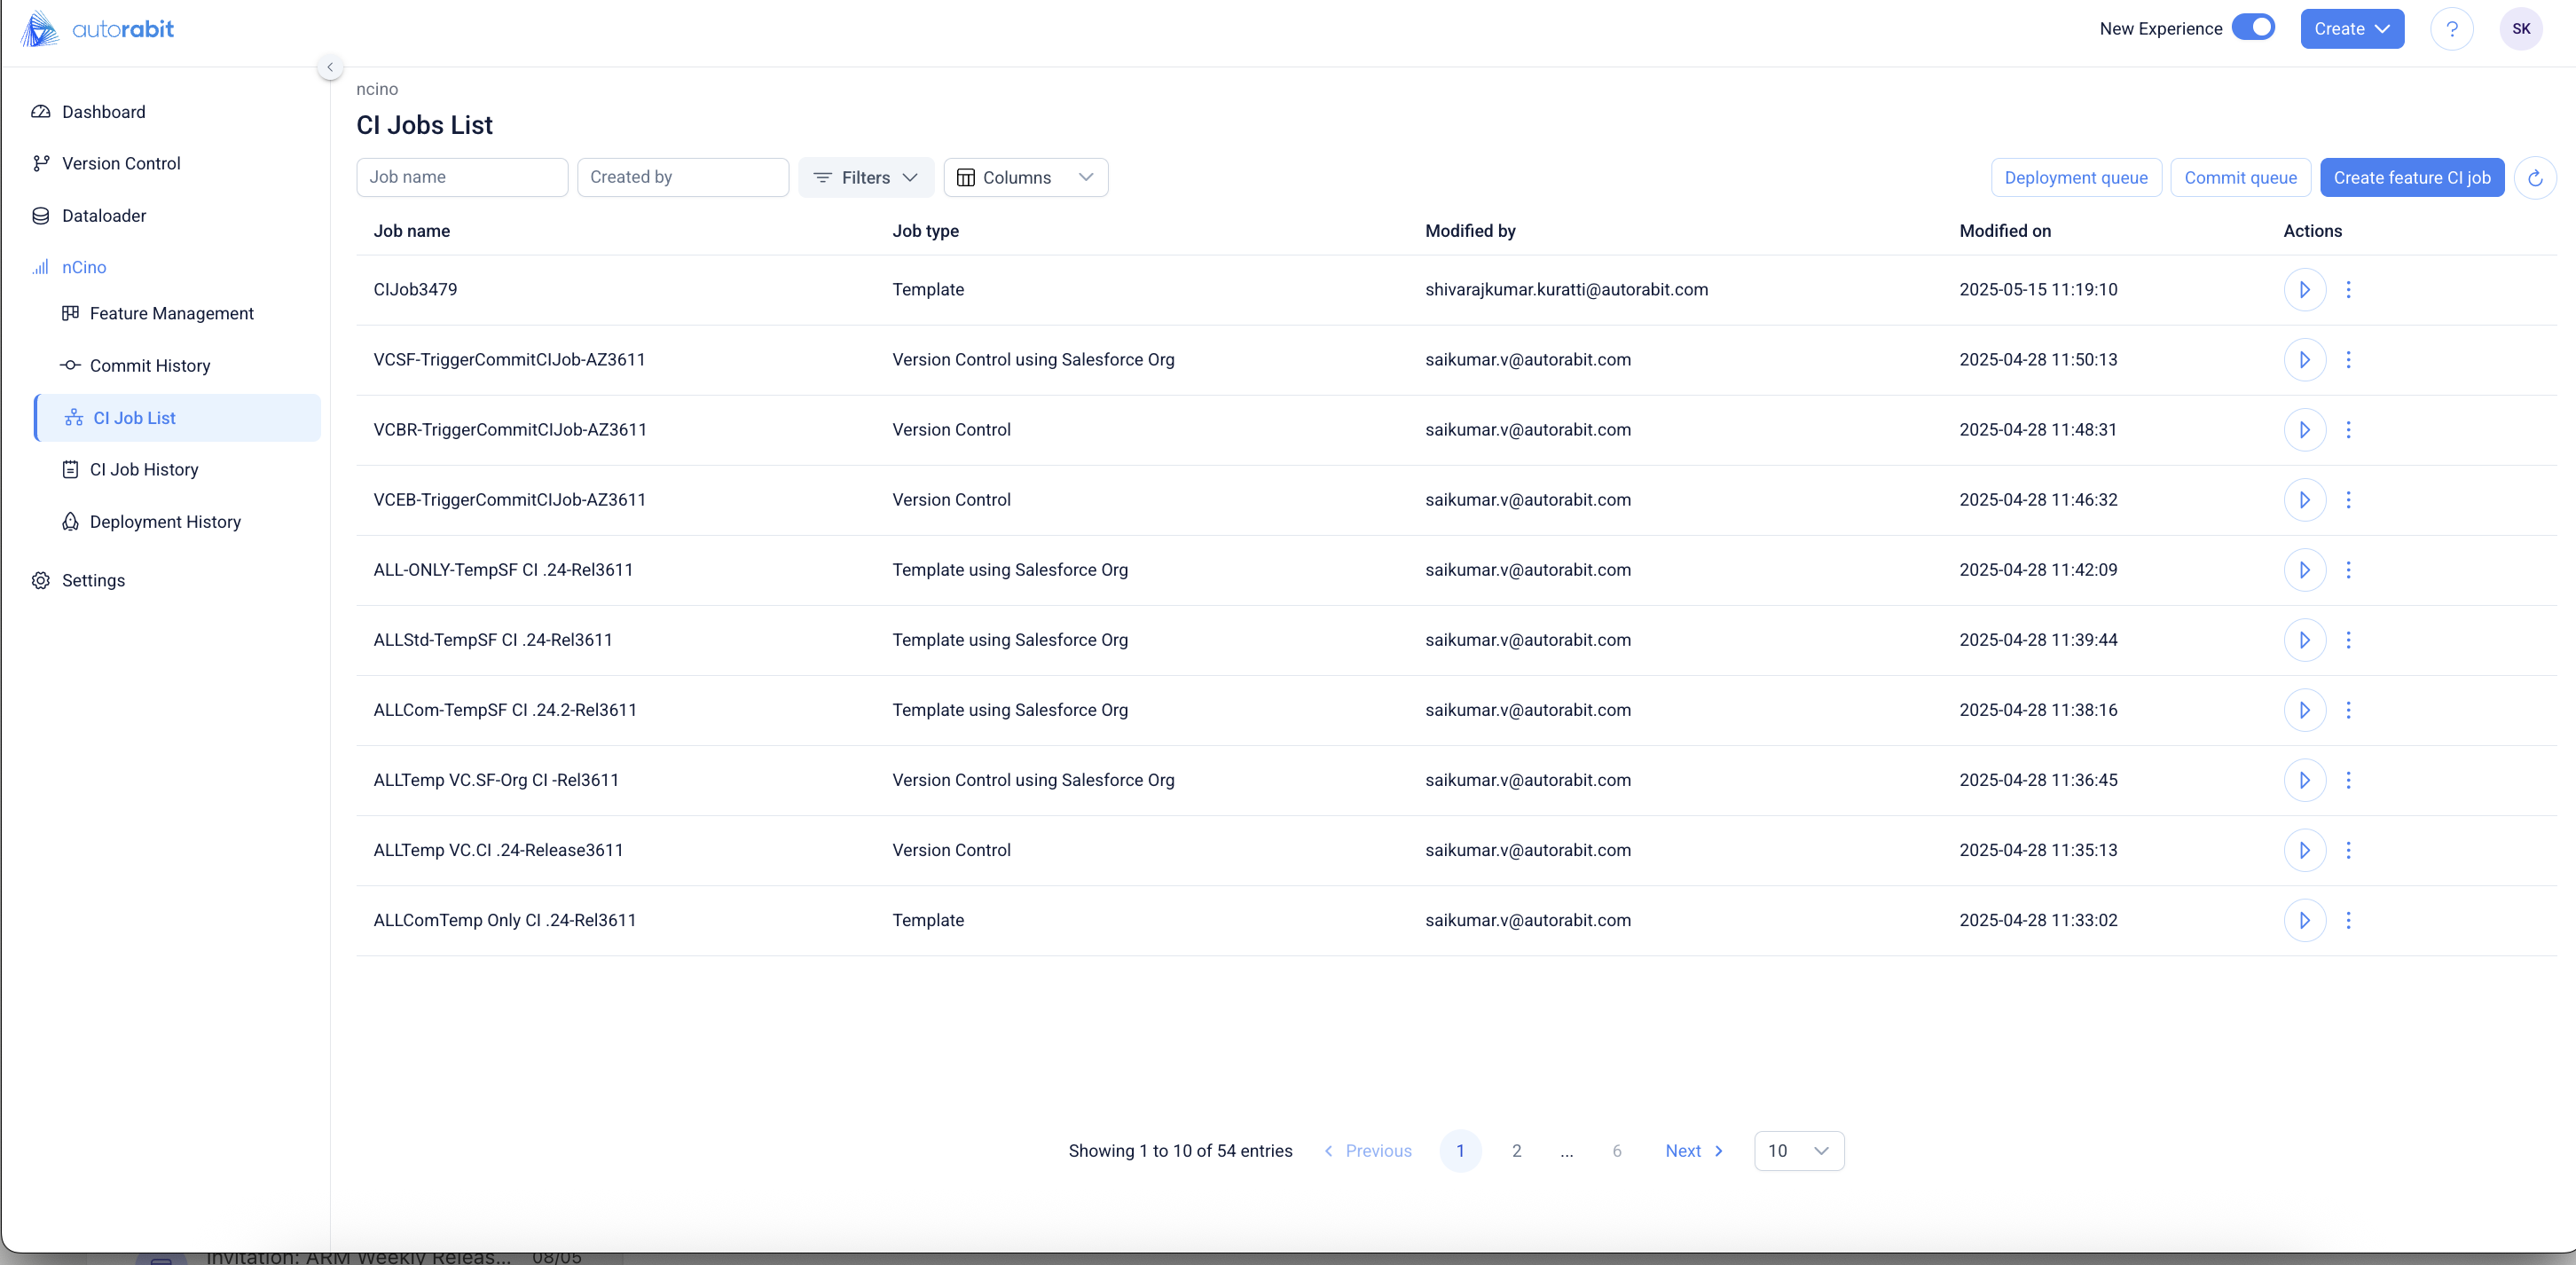 autorabit
New Experience
Create
?
SK
Dashboard
Version Control
Dataloader
nCino
Feature Management
Commit History
CI Job List
CI Job History
Deployment History
Settings
ncino
CI Jobs List
Job name Created by Filters Columns Deployment queue Commit queue Create feature CI job
Job name Job type Modified by Modified on Actions
CIJob3479 Template shivarajkumar.kuratti@autorabit.com 2025-05-15 11:19:10
VCSF-TriggerCommitCIJob-AZ3611 Version Control using Salesforce Org saikumar.v@autorabit.com 2025-04-28 11:50:13
VCBR-TriggerCommitCIJob-AZ3611 Version Control saikumar.v@autorabit.com 2025-04-28 11:48:31
VCEB-TriggerCommitCIJob-AZ3611 Version Control saikumar.v@autorabit.com 2025-04-28 11:46:32
ALL-ONLY-TempSF CI .24-Rel3611 Template using Salesforce Org saikumar.v@autorabit.com 2025-04-28 11:42:09
ALLStd-TempSF CI .24-Rel3611 Template using Salesforce Org saikumar.v@autorabit.com 2025-04-28 11:39:44
ALLCom-TempSF CI .24.2-Rel3611 Template using Salesforce Org saikumar.v@autorabit.com 2025-04-28 11:38:16
ALLTemp VC.SF-Org CI -Rel3611 Version Control using Salesforce Org saikumar.v@autorabit.com 2025-04-28 11:36:45
ALLTemp VC.CI .24-Release3611 Version Control saikumar.v@autorabit.com 2025-04-28 11:35:13
ALLComTemp Only CI .24-Rel3611 Template saikumar.v@autorabit.com 2025-04-28 11:33:02
Showing 1 to 10 of 54 entries Previous 1 2 ... 6 Next 10
Invitation: ARM Weekly Releas... 08/05